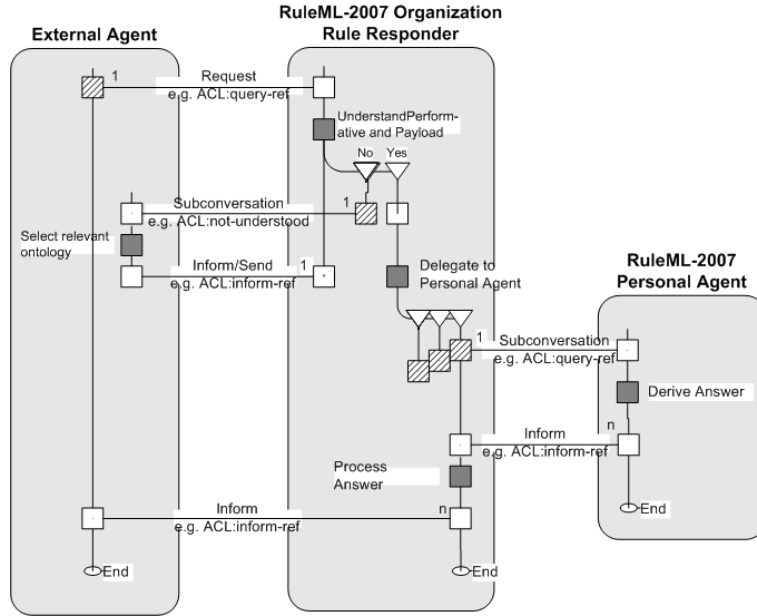 RuleML-2007 Organization
Rule Responder
External Agent
1
Request
e.g. ACL:query-ref
UnderstandPerform-
ative and Payload
No
Yes
Subconversation
1
e.g. ACL:not-understood
Select relevant
ontology
Inform/Send
1
e.g. ACL:inform-ref
Delegate to
Personal Agent
RuleML-2007
Personal Agent
1
Subconversation
e.g. ACL:query-ref
Derive Answer
n
Inform
e.g. ACL:inform-ref
Process
Answer
Inform
n
e.g. ACL:inform-ref
End
End
End